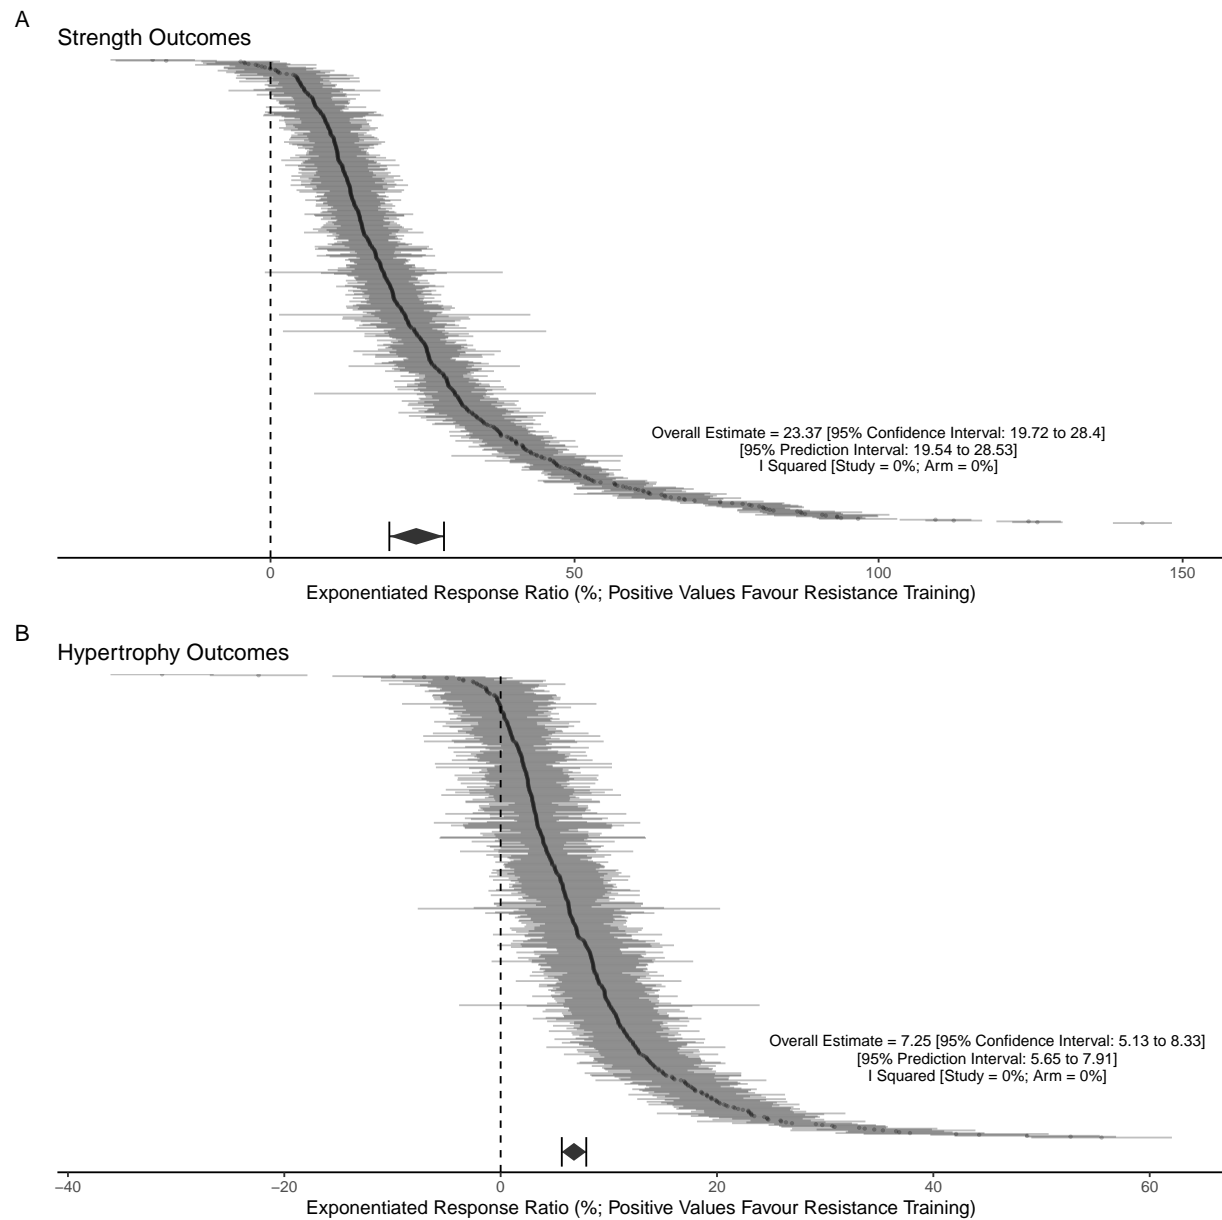 A
Strength Outcomes
Overall Estimate = 23.37 [95% Confidence Interval: 19.72 to 28.4]
[95% Prediction Interval: 19.54 to 28.53]
I Squared [Study = 0%; Arm = 0%]
0 50 100 150
Exponentiated Response Ratio (%; Positive Values Favour Resistance Training)
B
Hypertrophy Outcomes
Overall Estimate = 7.25 [95% Confidence Interval: 5.13 to 8.33]
[95% Prediction Interval: 5.65 to 7.91]
I Squared [Study = 0%; Arm = 0%]
−40 −20 0 20 40 60
Exponentiated Response Ratio (%; Positive Values Favour Resistance Training)